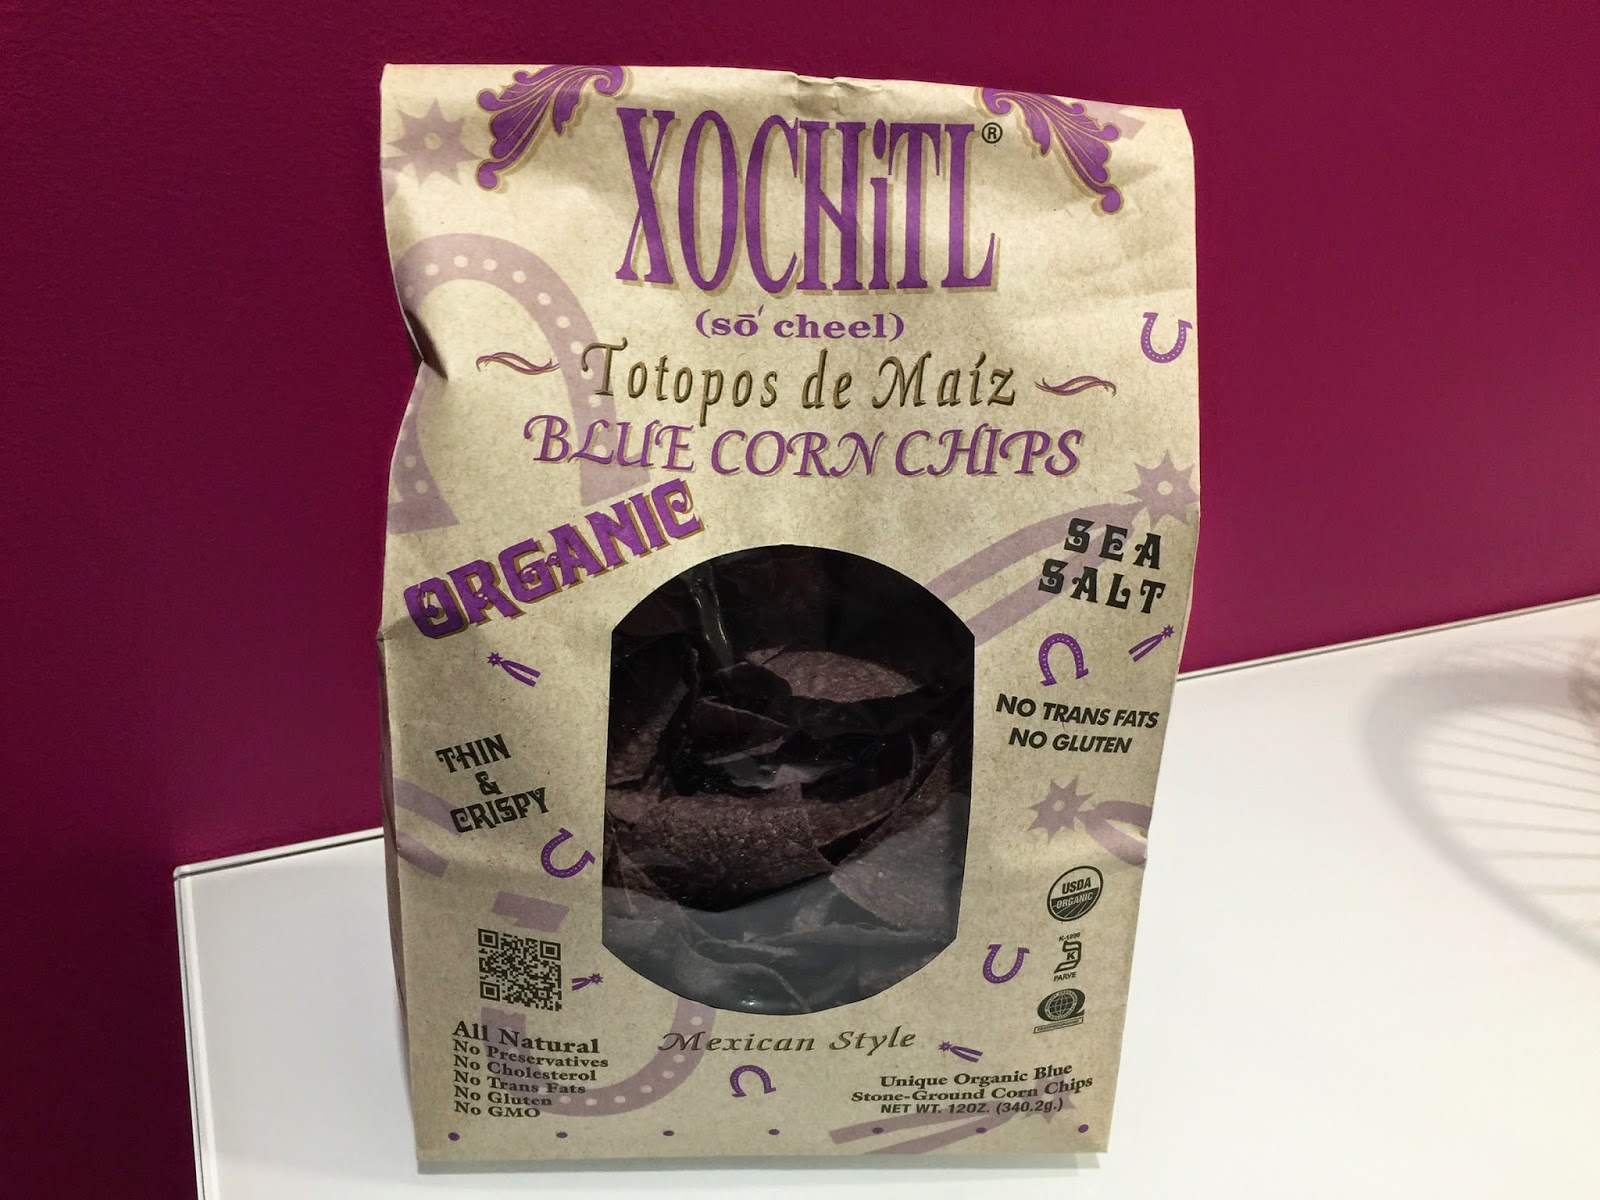 XOCHiTL®
(sō' cheel)
Totopos de Maíz
BLUE CORN CHIPS
ORGANIC
SEA
SALT
NO TRANS FATS
NO GLUTEN
THIN
&
CRISPY
USDA
ORGANIC
K-1896
K
PARVE
All Natural
No Preservatives
No Cholesterol
No Trans Fats
No Gluten
No GMO
Mexican Style
Unique Organic Blue
Stone-Ground Corn Chips
NET WT. 12OZ. (340.2g.)